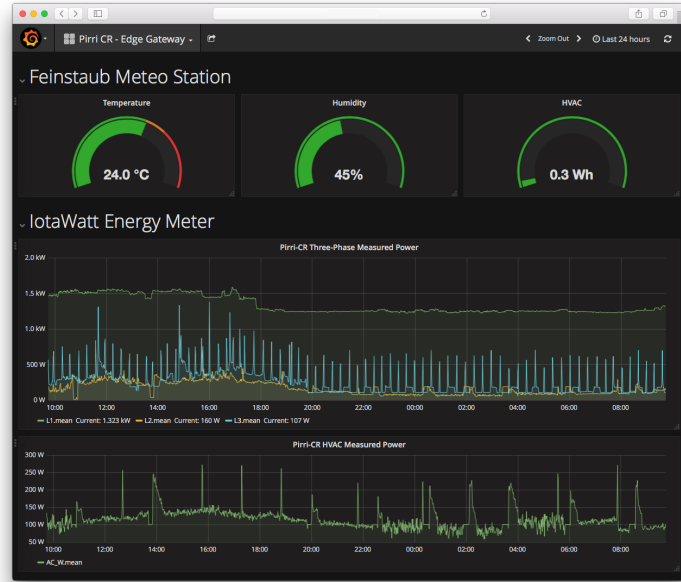 Pirri CR - Edge Gateway
Zoom Out
Last 24 hours
Feinstaub Meteo Station
Temperature
Humidity
HVAC
24.0 °C
45%
0.3 Wh
IotaWatt Energy Meter
Pirri-CR Three-Phase Measured Power
2.0 kW
1.5 kW
1.0 kW
500 W
0 W
10:00 12:00 14:00 16:00 18:00 20:00 22:00 00:00 02:00 04:00 06:00 08:00
L1.mean Current: 1.323 kW L2.mean Current: 160 W L3.mean Current: 107 W
Pirri-CR HVAC Measured Power
300 W
250 W
200 W
150 W
100 W
50 W
10:00 12:00 14:00 16:00 18:00 20:00 22:00 00:00 02:00 04:00 06:00 08:00
AC_W.mean